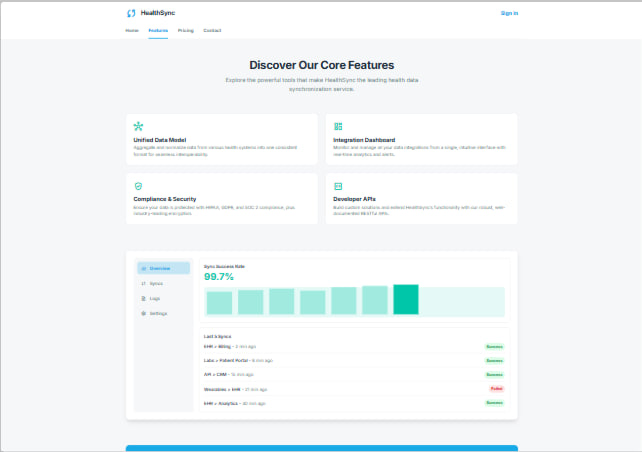 HealthSync
Sign In
Home Features Pricing Contact
Discover Our Core Features
Explore the powerful tools that make HealthSync the leading health data
synchronization service.
Unified Data Model
Aggregate and normalize data from various health systems into one consistent
format for seamless interoperability.
Integration Dashboard
Monitor and manage all your data integrations from a single, intuitive interface with
real-time analytics and alerts.
Compliance & Security
Ensure your data is protected with HIPAA, GDPR, and SOC 2 compliance, plus
industry-leading encryption.
Developer APIs
Build custom solutions and extend HealthSync's functionality with our robust, well-
documented RESTful APIs.
Overview
Syncs
Logs
Settings
Sync Success Rate
99.7%
Last 5 Syncs
EHR > Billing - 2 min ago Success
Labs > Patient Portal - 8 min ago Success
API > CRM - 15 min ago Success
Wearables > EHR - 21 min ago Failed
EHR > Analytics - 40 min ago Success